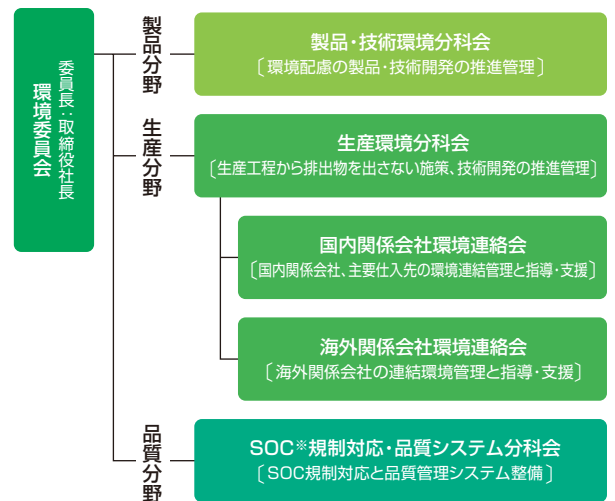 環境委員会
委員長:取締役社長
製品分野
製品・技術環境分科会
〔環境配慮の製品・技術開発の推進管理〕
生産分野
生産環境分科会
〔生産工程から排出物を出さない施策、技術開発の推進管理〕
国内関係会社環境連絡会
〔国内関係会社、主要仕入先の環境連結管理と指導・支援〕
海外関係会社環境連絡会
〔海外関係会社の連結環境管理と指導・支援〕
品質分野
SOC※規制対応・品質システム分科会
〔SOC規制対応と品質管理システム整備〕